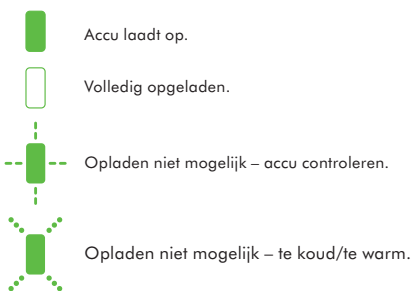 Accu laadt op.
Volledig opgeladen.
Opladen niet mogelijk – accu controleren.
Opladen niet mogelijk – te koud/te warm.